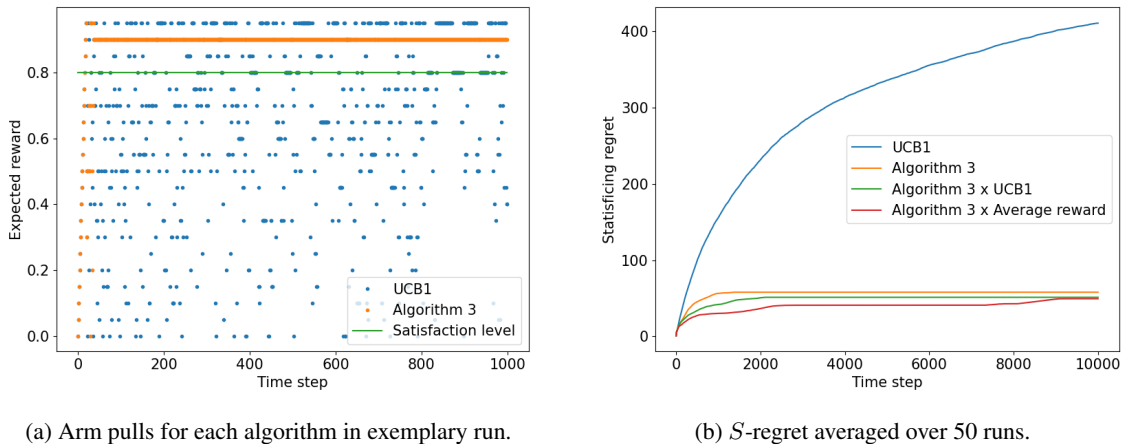 Expected reward
0.8
0.6
0.4
0.2
0.0
UCB1
Algorithm 3
Satisfaction level
0
200
400
600
800
1000
Time step
(a) Arm pulls for each algorithm in exemplary run.
Statisficing regret
400
300
200
100
0
UCB1
Algorithm 3
Algorithm 3 x UCB1
Algorithm 3 x Average reward
0
2000
4000
6000
8000
10000
Time step
(b) S-regret averaged over 50 runs.